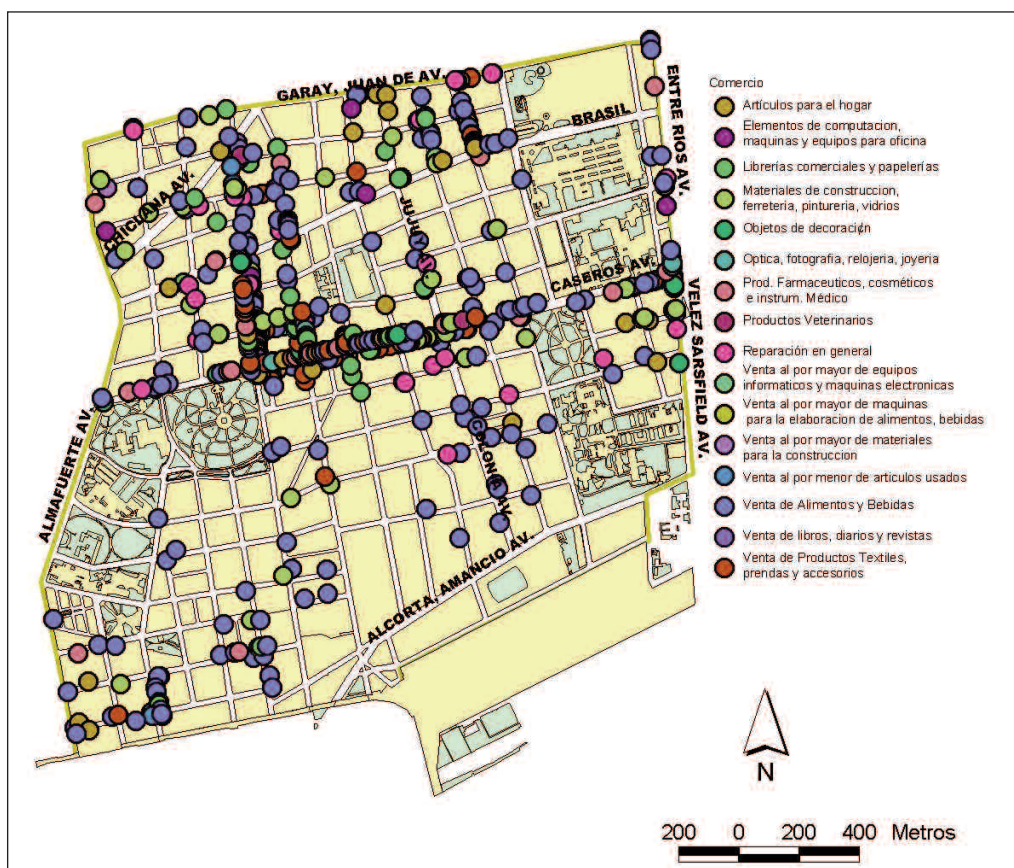 GARAY, JUAN DE AV.
ENTRE RIOS AV.
BRASIL
CHICLANA AV.
JUJUY AV.
CASEROS AV.
VELEZ SARSFIELD AV.
ALMAFUERTE AV.
COLONIA AV.
ALCORTA, AMANCIO AV.
Comercio
Artículos para el hogar
Elementos de computacion,
maquinas y equipos para oficina
Librerías comerciales y papelerías
Materiales de construccion,
ferreteria, pintureria, vidrios
Objetos de decoración
Optica, fotografia, relojeria, joyeria
Prod. Farmaceuticos, cosméticos
e instrum. Médico
Productos Veterinarios
Reparación en general
Venta al por mayor de equipos
informaticos y maquinas electronicas
Venta al por mayor de maquinas
para la elaboracion de alimentos, bebidas
Venta al por mayor de materiales
para la construccion
Venta al por menor de articulos usados
Venta de Alimentos y Bebidas
Venta de libros, diarios y revistas
Venta de Productos Textiles,
prendas y accesorios
N
200 0 200 400 Metros